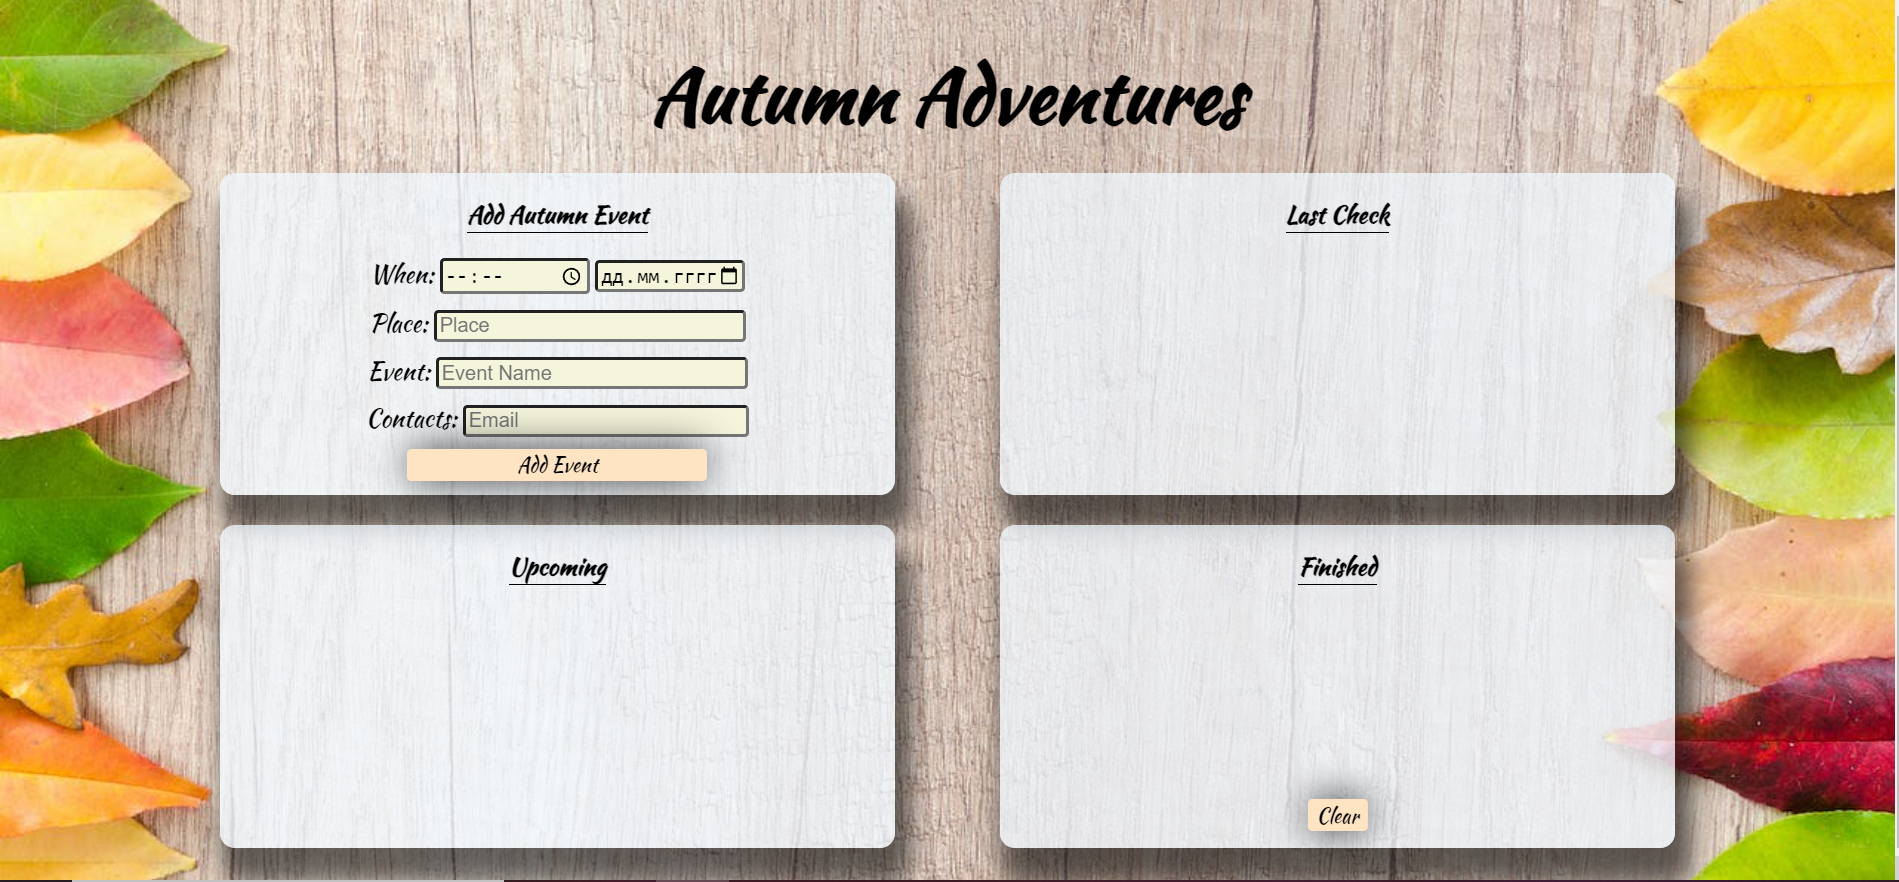 Autumn Adventures
Add Autumn Event
When: --:-- дд.мм.гггг
Place: Place
Event: Event Name
Contacts: Email
Add Event
Last Check
Upcoming
Finished
Clear